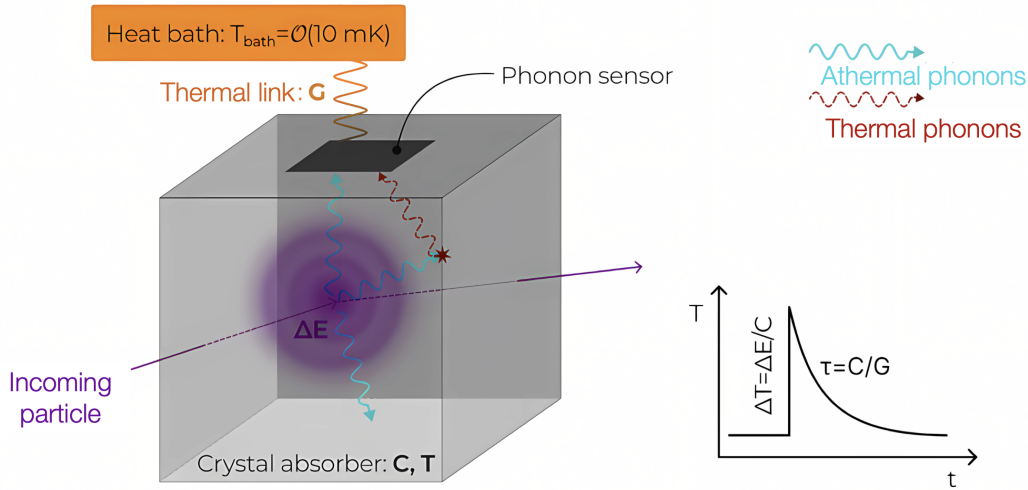 Heat bath: T_bath=𝒪(10 mK)
Thermal link: G
Phonon sensor
Athermal phonons
Thermal phonons
ΔE
Incoming
particle
Crystal absorber: C, T
T
ΔT=ΔE/C
τ=C/G
t